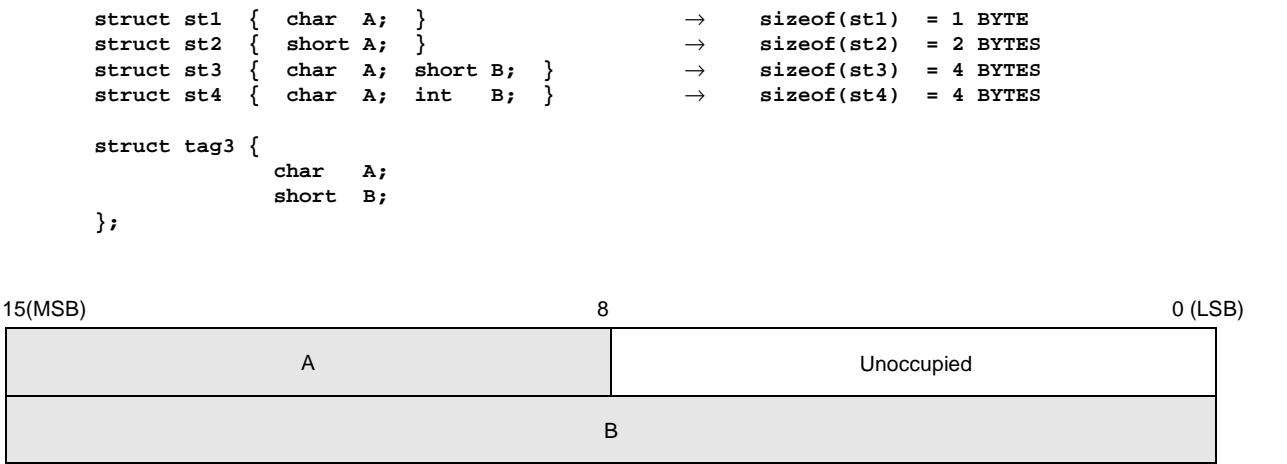 struct st1 { char A; } → sizeof(st1) = 1 BYTE
struct st2 { short A; } → sizeof(st2) = 2 BYTES
struct st3 { char A; short B; } → sizeof(st3) = 4 BYTES
struct st4 { char A; int B; } → sizeof(st4) = 4 BYTES
struct tag3 {
char A;
short B;
};
15(MSB) 8 0 (LSB)
A Unoccupied
B